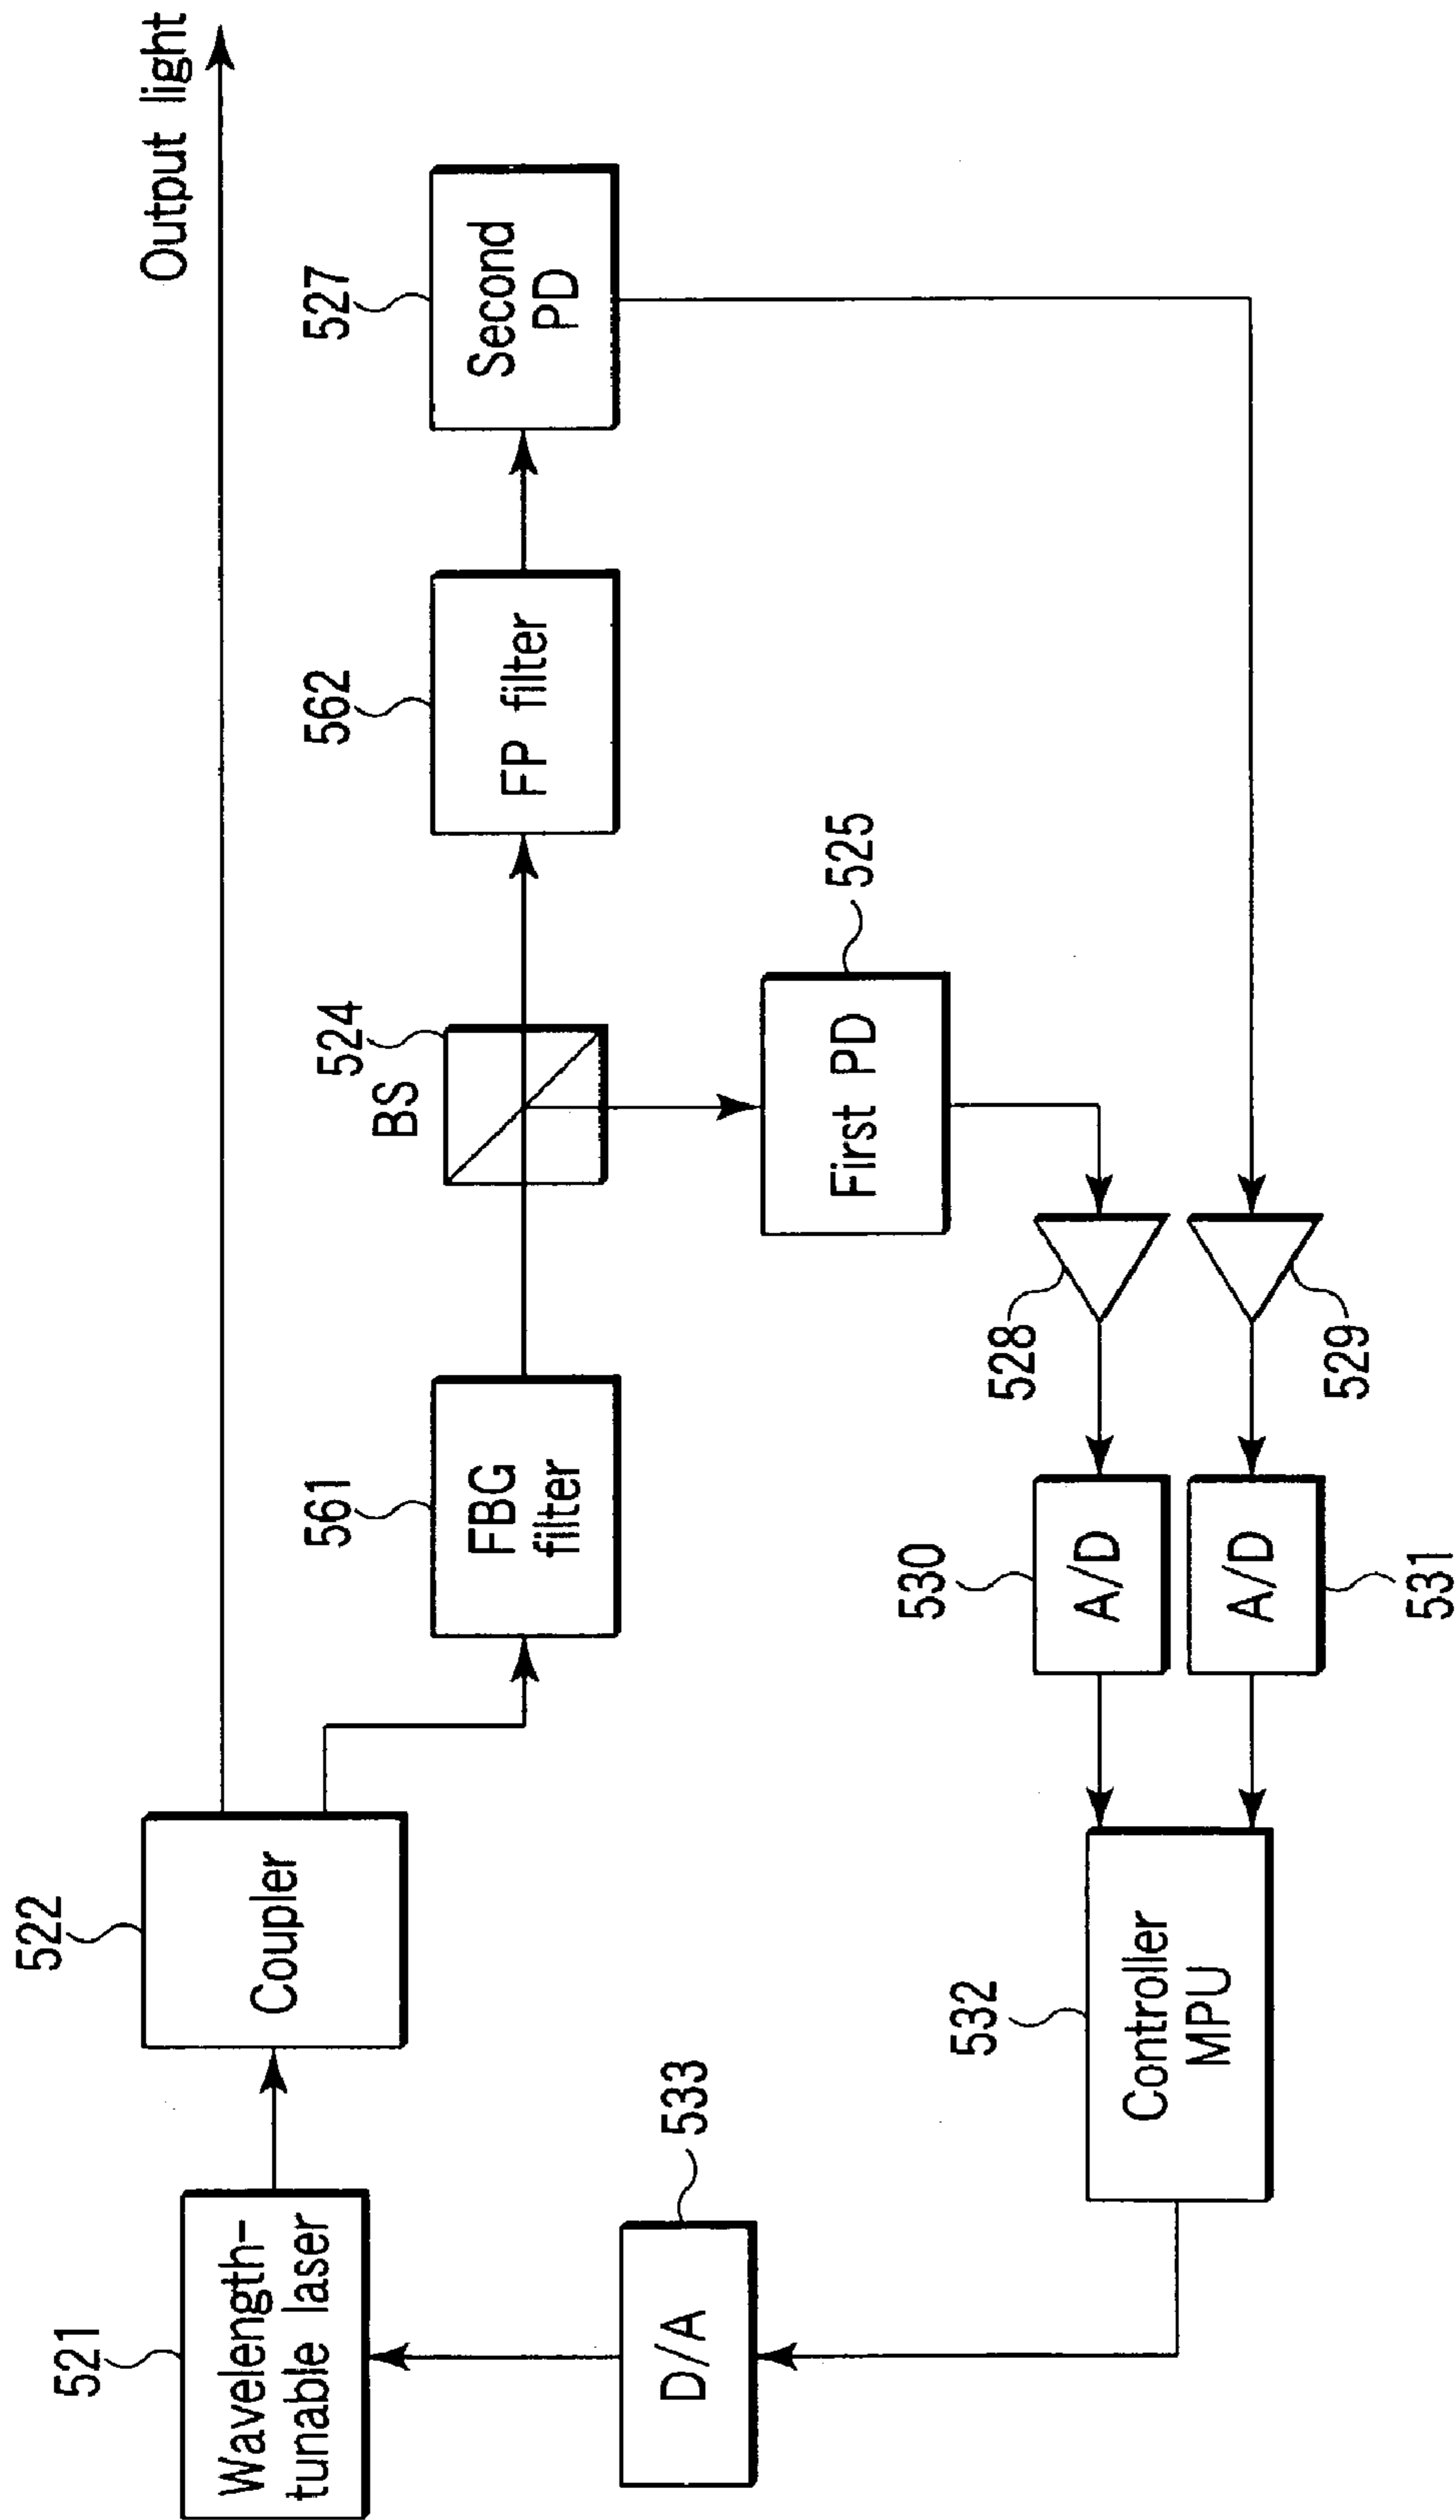 Output light
521
Wavelength-
tunable laser
522
Coupler
561
FBG
filter
524
BS
562
FP filter
527
Second
PD
533
D/A
First PD
525
532
Controller
MPU
530
A/D
528
A/D
531
529